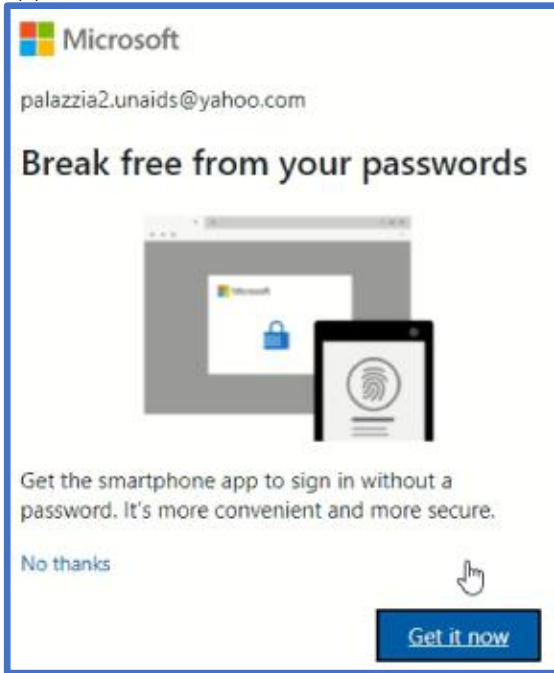 Microsoft
palazzia2.unaids@yahoo.com
Break free from your passwords
Microsoft
Get the smartphone app to sign in without a
password. It's more convenient and more secure.
No thanks
Get it now